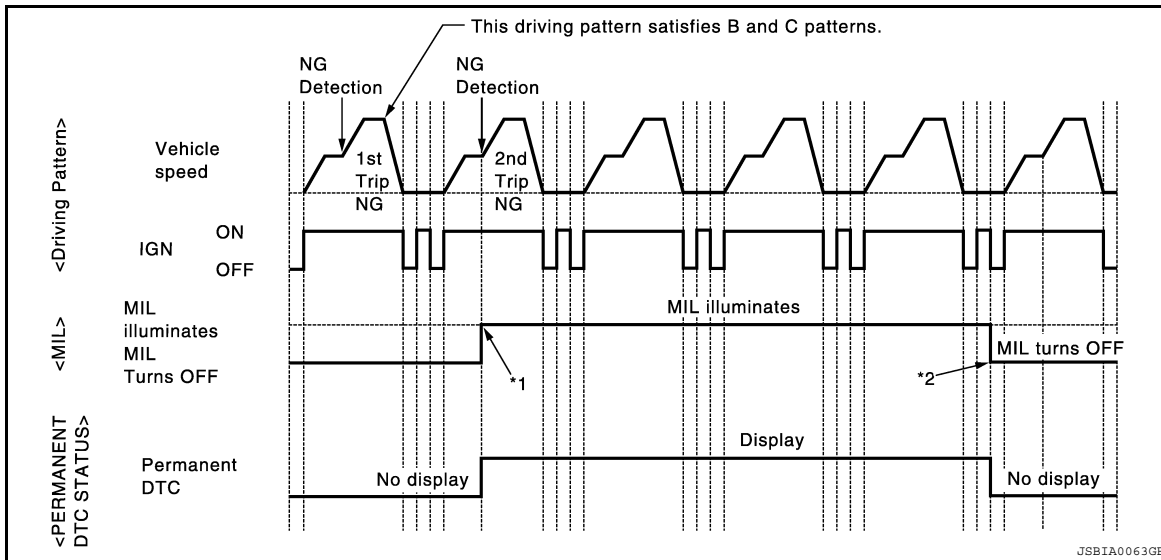 This driving pattern satisfies B and C patterns.
NG
Detection
NG
Detection
<Driving Pattern>
Vehicle
speed
1st
Trip
NG
2nd
Trip
NG
IGN
ON
OFF
<MIL>
MIL
illuminates
MIL
Turns OFF
MIL illuminates
*1
*2
MIL turns OFF
<PERMANENT
DTC STATUS>
Permanent
DTC
No display
Display
No display